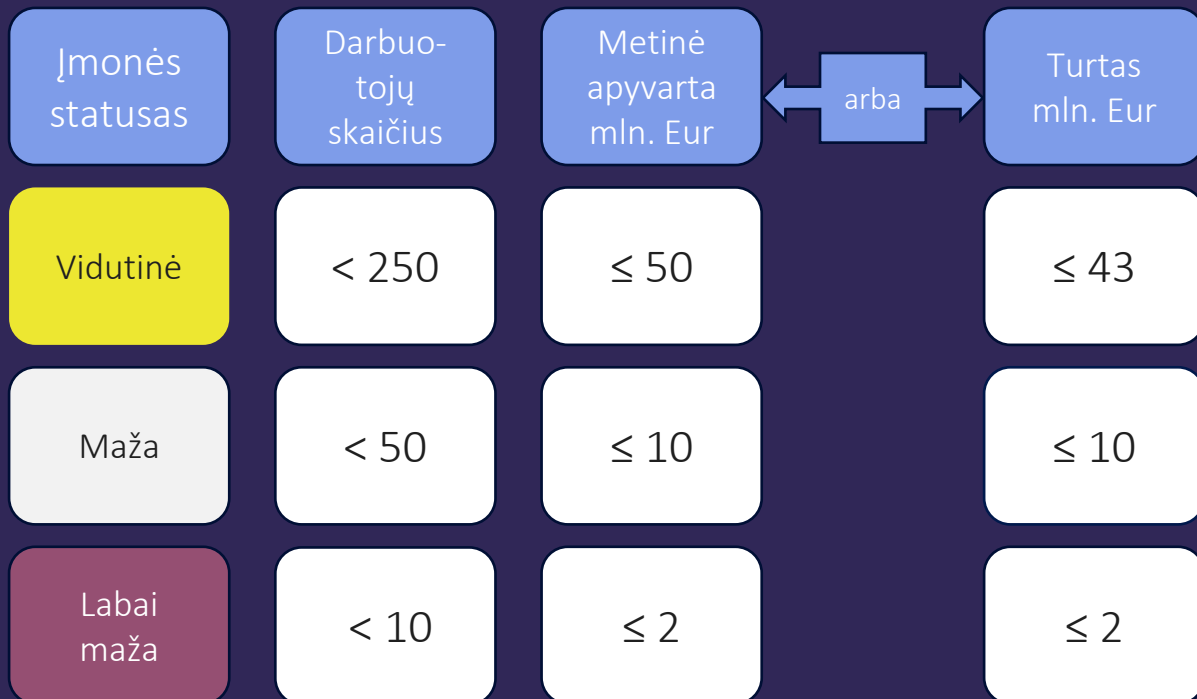 Įmonės
statusas
Darbuo-
tojų
skaičius
Metinė
apyvarta
mln. Eur
arba
Turtas
mln. Eur
Vidutinė
< 250
≤ 50
≤ 43
Maža
< 50
≤ 10
≤ 10
Labai
maža
< 10
≤ 2
≤ 2